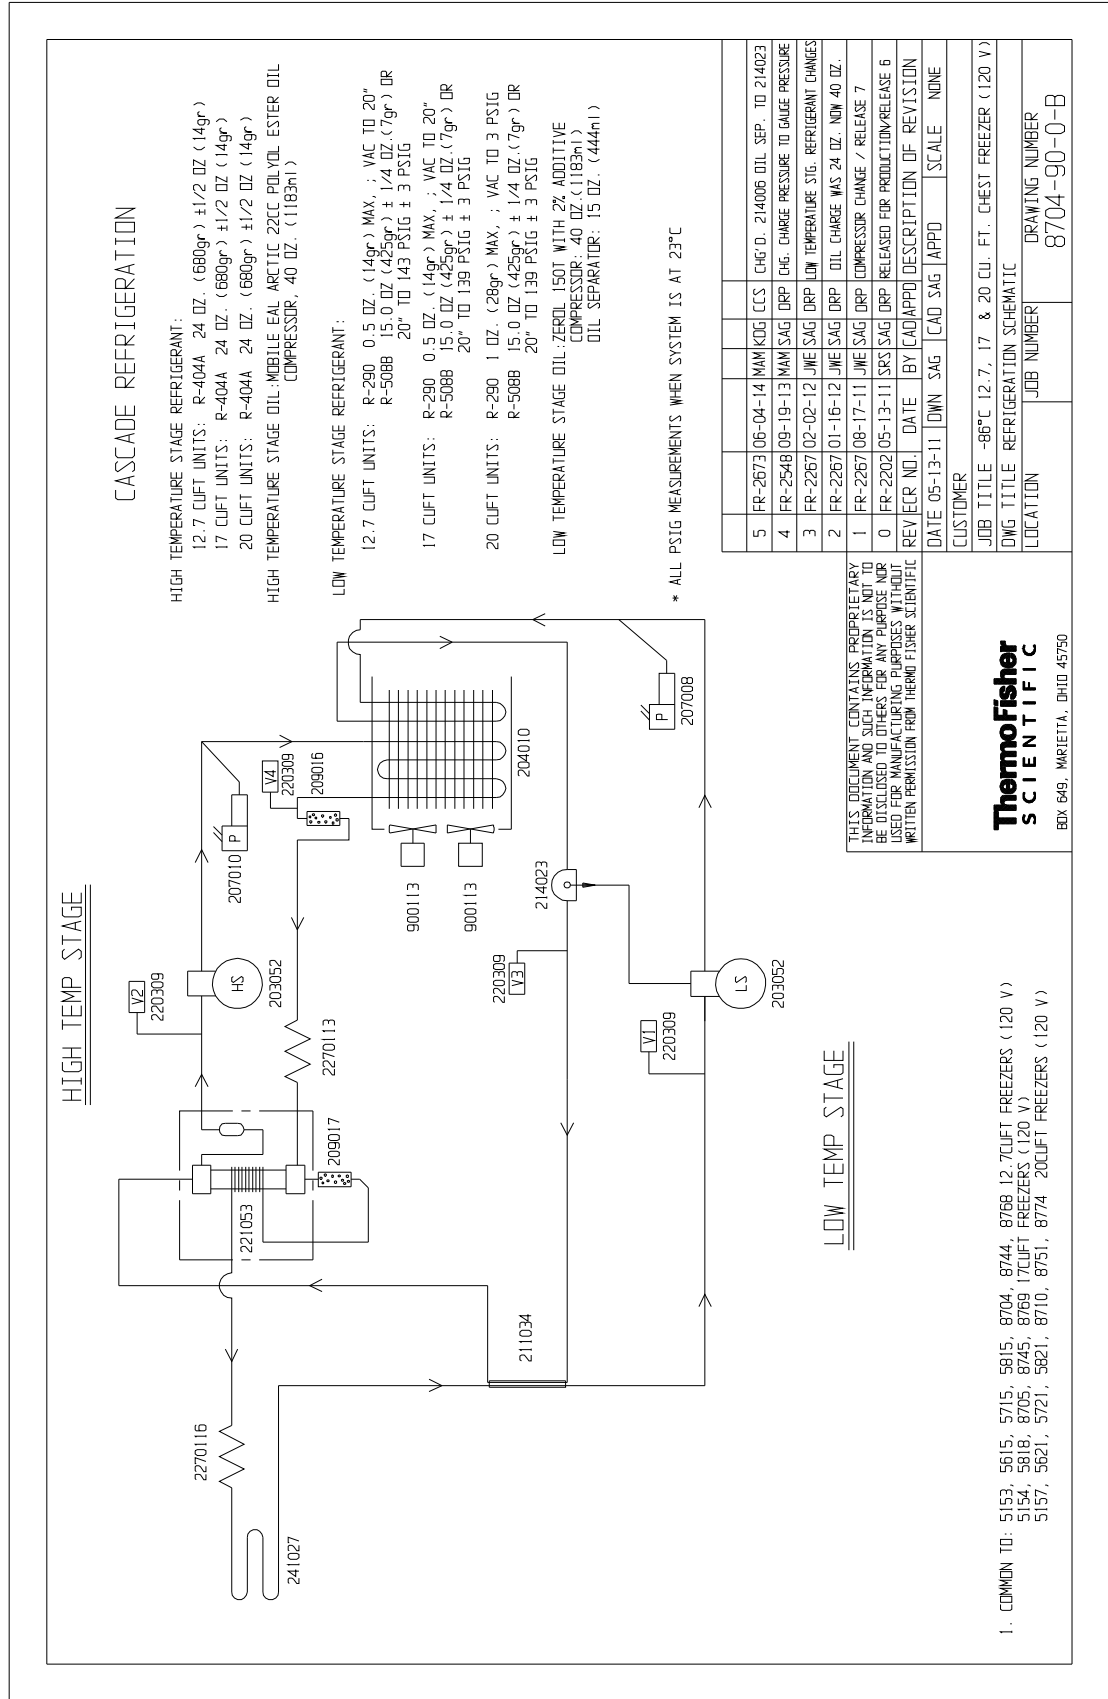 CASCADE REFRIGERATION
HIGH TEMPERATURE STAGE REFRIGERANT:
12.7 CUFT UNITS: R-404A 24 OZ. (680gr) ±1/2 OZ (14gr)
17 CUFT UNITS: R-404A 24 OZ. (680gr) ±1/2 OZ (14gr)
20 CUFT UNITS: R-404A 24 OZ. (680gr) ±1/2 OZ (14gr)
HIGH TEMPERATURE STAGE OIL:MOBILE EAL ARCTIC 22CC POLYOL ESTER OIL
COMPRESSOR, 40 OZ. (1183ml)
LOW TEMPERATURE STAGE REFRIGERANT:
12.7 CUFT UNITS: R-290 0.5 OZ. (14gr) MAX, ; VAC TO 20"
R-508B 15.0 OZ (425gr) ± 1/4 OZ.(7gr) OR
20" TO 143 PSIG ± 3 PSIG
17 CUFT UNITS: R-290 0.5 OZ. (14gr) MAX, ; VAC TO 20"
R-508B 15.0 OZ (425gr) ± 1/4 OZ.(7gr) OR
20" TO 139 PSIG ± 3 PSIG
20 CUFT UNITS: R-290 1 OZ. (28gr) MAX, ; VAC TO 3 PSIG
R-508B 15.0 OZ (425gr) ± 1/4 OZ.(7gr) OR
20" TO 139 PSIG ± 3 PSIG
LOW TEMPERATURE STAGE OIL:ZEROL 150T WITH 2% ADDITIVE
COMPRESSOR: 40 OZ.(1183ml)
OIL SEPARATOR: 15 OZ. (444ml)
* ALL PSIG MEASUREMENTS WHEN SYSTEM IS AT 23°C
HIGH TEMP STAGE
V2
220309
HS
203052
P
207010
V4
220309
209016
2270113
209017
221053
900113
900113
204010
214023
V3
220309
P
207008
LS
203052
V1
220309
211034
2270116
241027
LOW TEMP STAGE
1. COMMON TO: 5153, 5615, 5715, 5815, 8704, 8744, 8768 12.7CUFT FREEZERS (120 V)
5154, 5818, 8705, 8745, 8769 17CUFT FREEZERS (120 V)
5157, 5621, 5721, 5821, 8710, 8751, 8774 20CUFT FREEZERS (120 V)
THIS DOCUMENT CONTAINS PROPRIETARY
INFORMATION AND SUCH INFORMATION IS NOT TO
BE DISCLOSED TO OTHERS FOR ANY PURPOSE NOR
USED FOR MANUFACTURING PURPOSES WITHOUT
WRITTEN PERMISSION FROM THERMO FISHER SCIENTIFIC
ThermoFisher
SCIENTIFIC
BOX 649, MARIETTA, OHIO 45750
5 FR-2673 06-04-14 MAM KDG CCS CHG'D. 214006 OIL SEP. TO 214023
4 FR-2548 09-19-13 MAM SAG DRP CHG. CHARGE PRESSURE TO GAUGE PRESSURE
3 FR-2267 02-02-12 JWE SAG DRP LOW TEMPERATURE STG. REFRIGERANT CHANGES
2 FR-2267 01-16-12 JWE SAG DRP OIL CHARGE WAS 24 OZ. NOW 40 OZ.
1 FR-2267 08-17-11 JWE SAG DRP COMPRESSOR CHANGE / RELEASE 7
0 FR-2202 05-13-11 SRS SAG DRP RELEASED FOR PRODUCTION/RELEASE 6
REV ECR NO. DATE BY CAD APPD DESCRIPTION OF REVISION
DATE 05-13-11 DWN SAG CAD SAG APPD SCALE NONE
CUSTOMER
JOB TITLE -86°C 12.7, 17 & 20 CU. FT. CHEST FREEZER (120 V)
DWG TITLE REFRIGERATION SCHEMATIC
LOCATION JOB NUMBER DRAWING NUMBER
8704-90-0-B